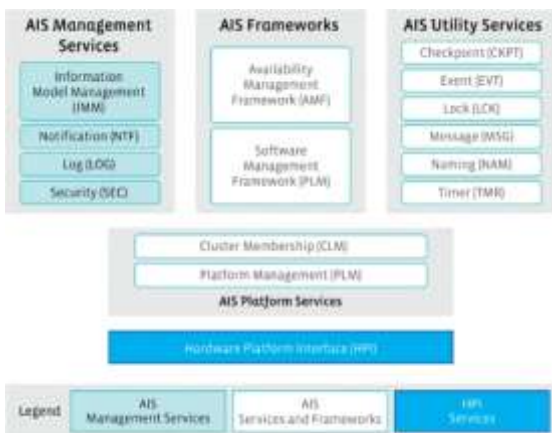 AIS Management
Services
Information
Model Management
(IMM)
Notification (NTF)
Log (LOG)
Security (SEC)
AIS Frameworks
Availability
Management
Framework (AMF)
Software
Management
Framework (PLM)
AIS Utility Services
Checkpoint (CKPT)
Event (EVT)
Lock (LCK)
Message (MSG)
Naming (NAM)
Timer (TMR)
Cluster Membership (CLM)
Platform Management (PLM)
AIS Platform Services
Hardware Platform Interface (HPI)
Legend
AIS
Management Services
AIS
Services and Frameworks
HPI
Services